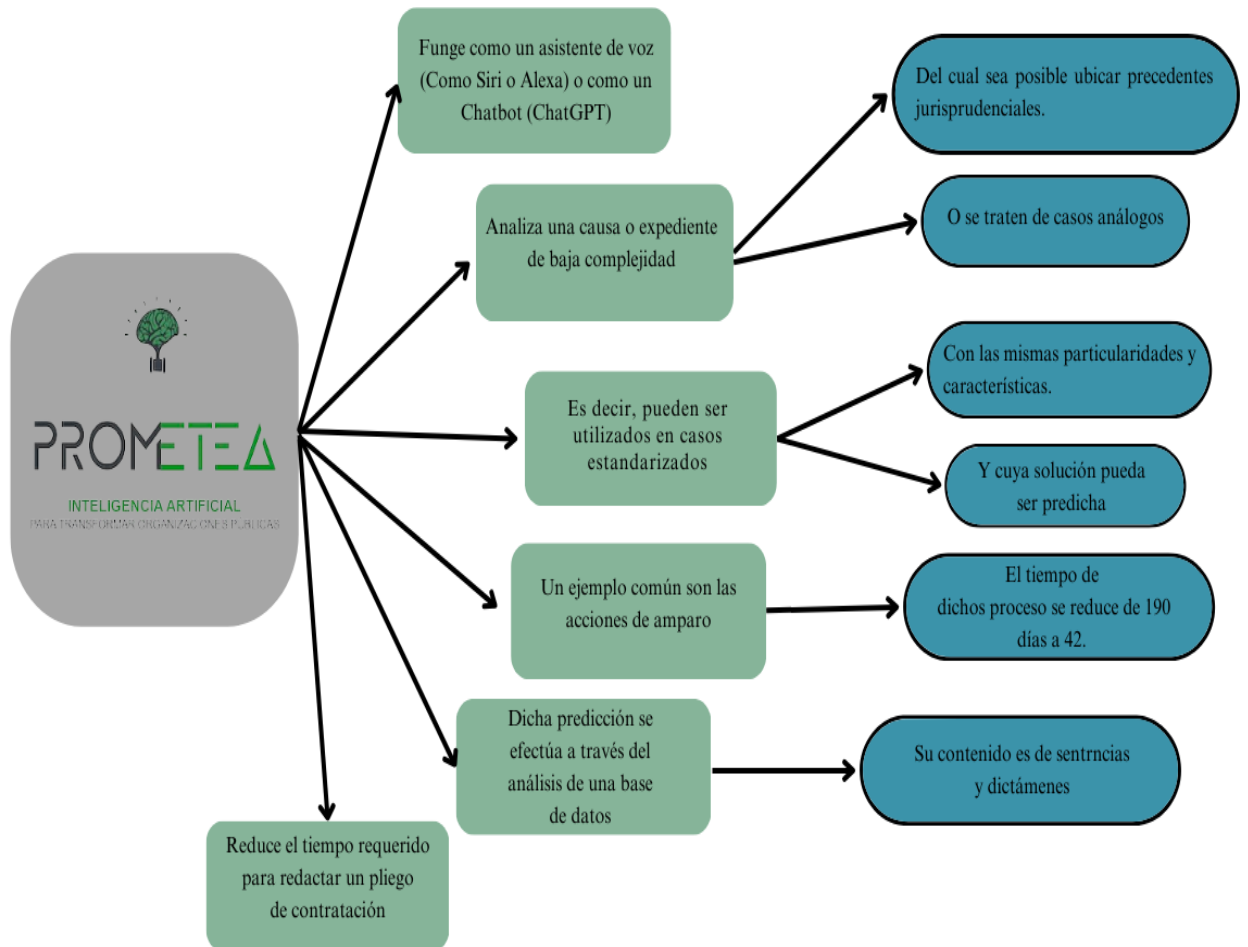 Funge como un asistente de voz
(Como Siri o Alexa) o como un
Chatbot (ChatGPT)
Del cual sea posible ubicar precedentes
jurisprudenciales.
Analiza una causa o expediente
de baja complejidad
O se traten de casos análogos
PROMETEA
INTELIGENCIA ARTIFICIAL
PARA TRANSFORMAR ORGANIZACIONES PÚBLICAS
Es decir, pueden ser
utilizados en casos
estandarizados
Con las mismas particularidades y
características.
Y cuya solución pueda
ser predicha
Un ejemplo común son las
acciones de amparo
El tiempo de
dichos proceso se reduce de 190
días a 42.
Dicha predicción se
efectúa a través del
análisis de una base
de datos
Su contenido es de sentrncias
y dictámenes
Reduce el tiempo requerido
para redactar un pliego
de contratación